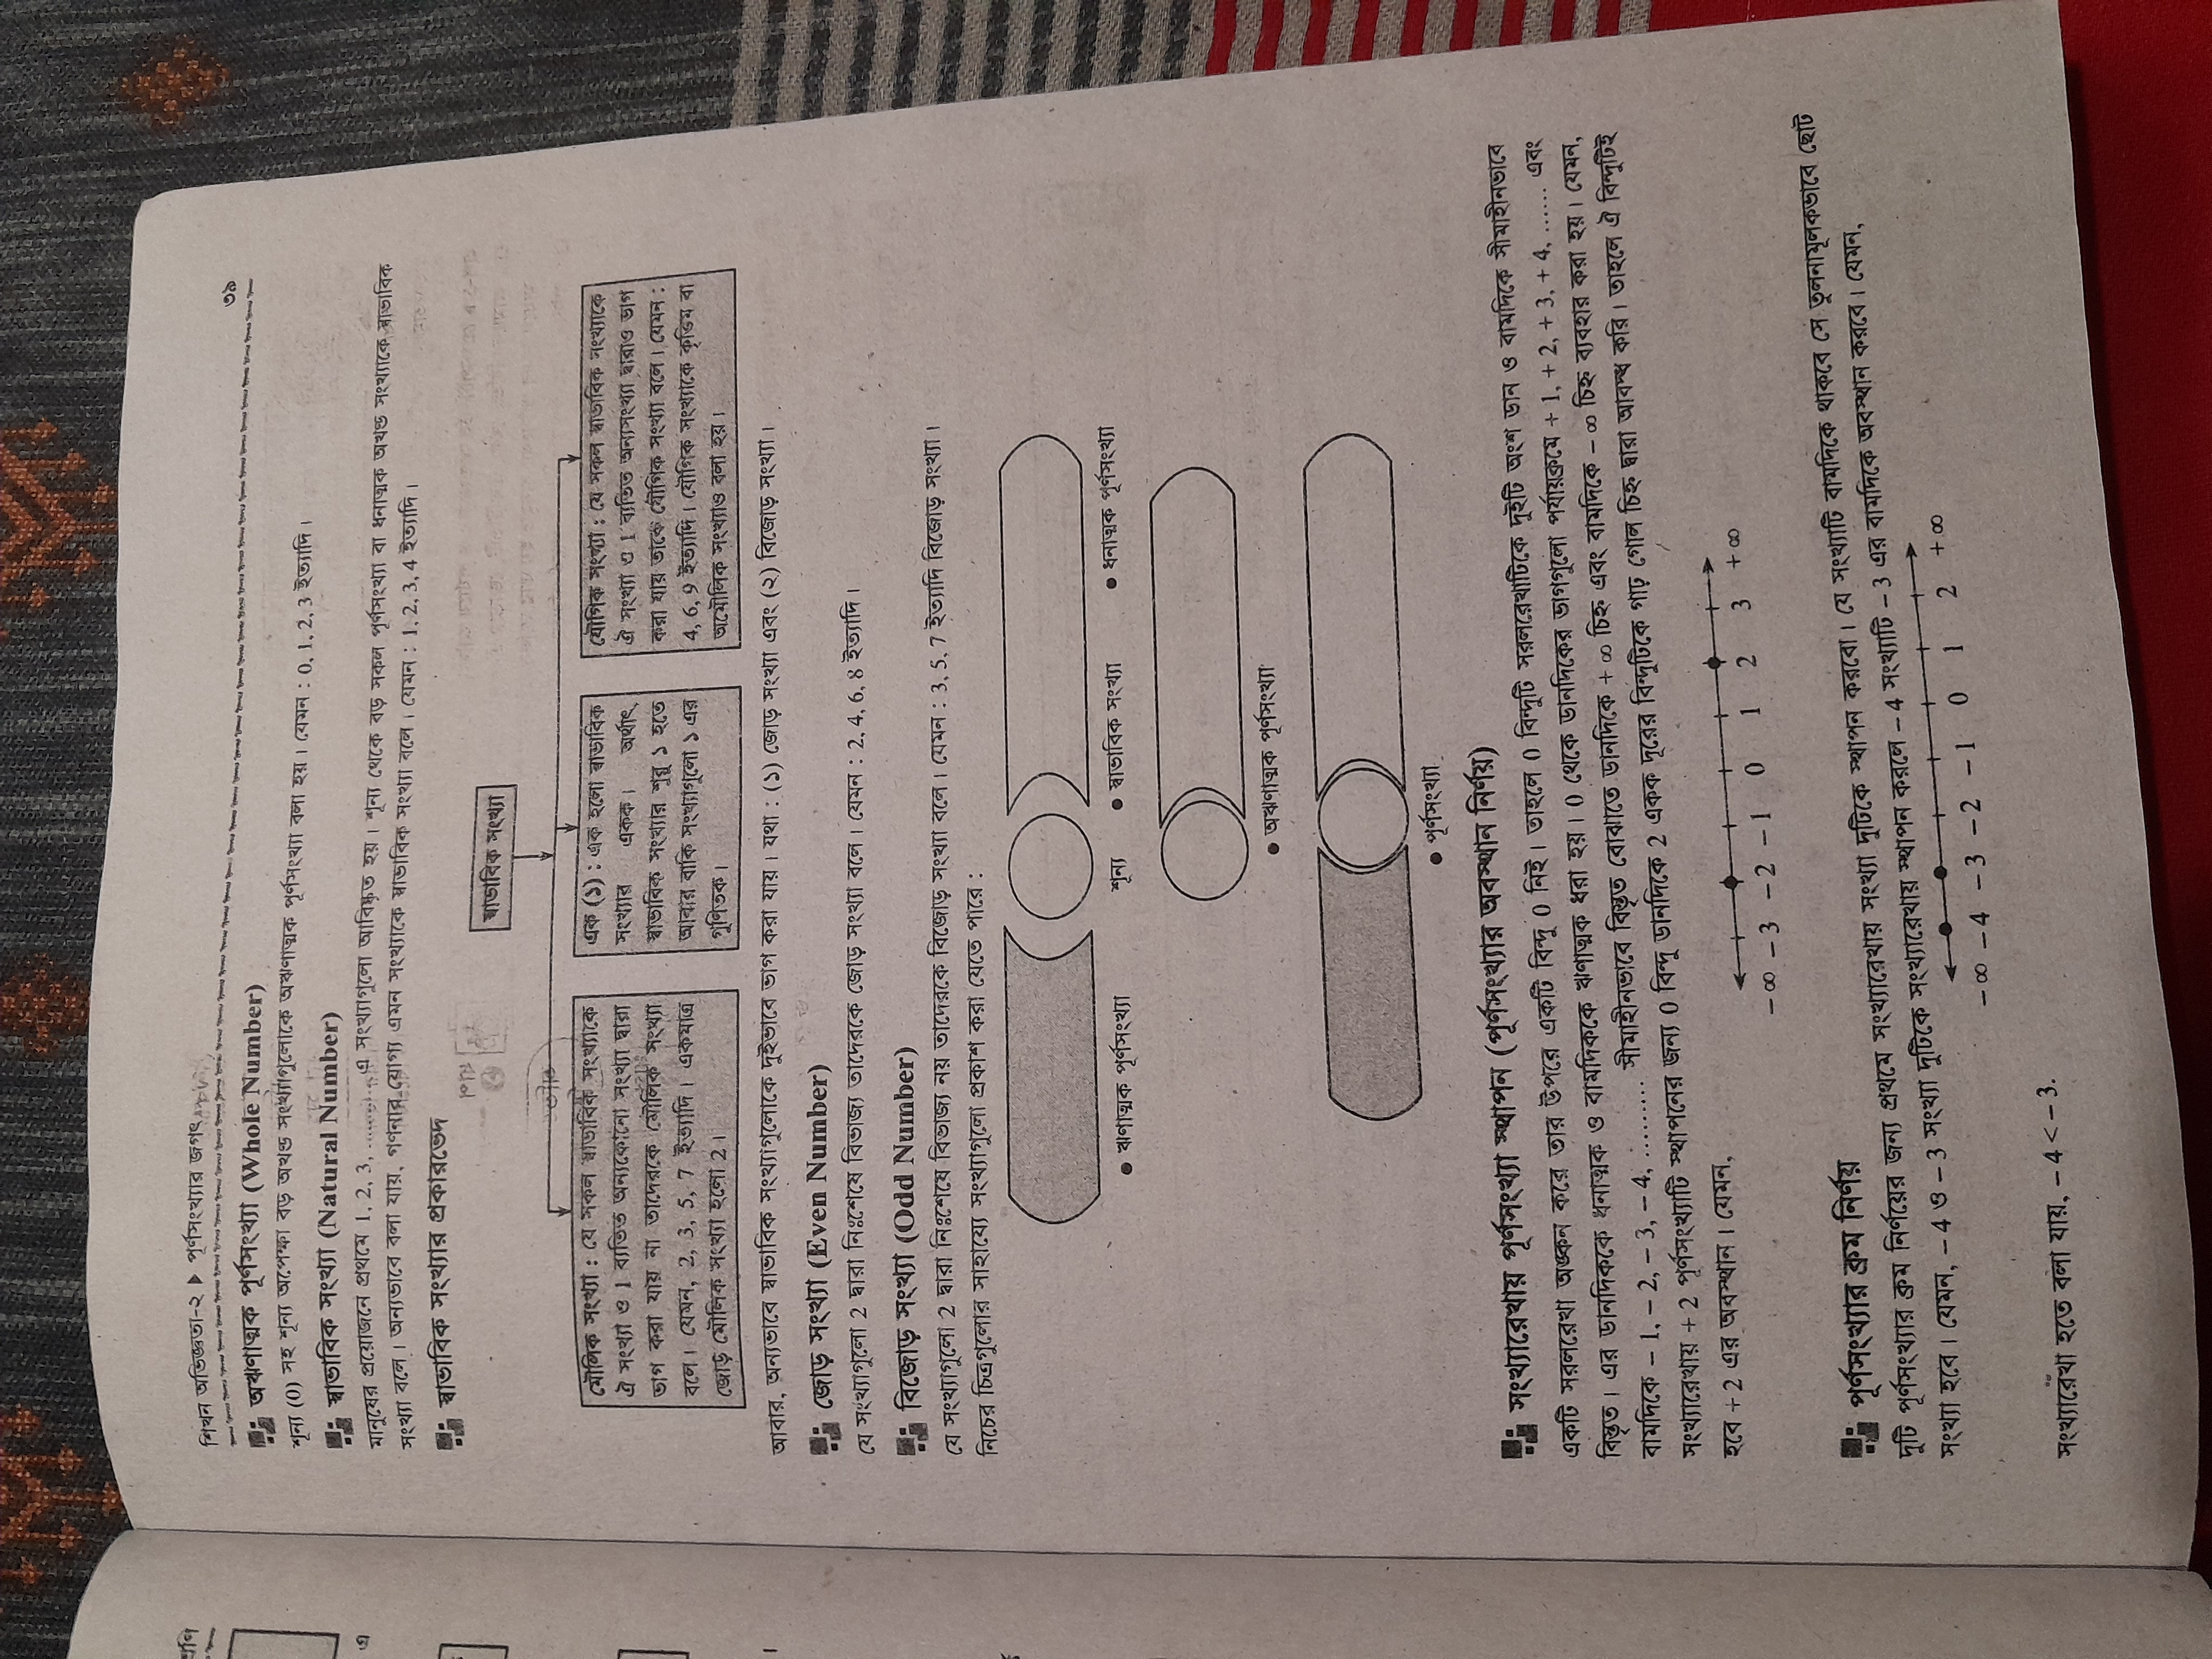 শিখন অভিজ্ঞতা-২ ▶ পূর্ণসংখ্যার জগৎ
৩৯
অঋণাত্মক পূর্ণসংখ্যা (Whole Number)
শূন্য (0) সহ শূন্য অপেক্ষা বড় অখন্ড সংখ্যাগুলোকে অঋণাত্মক পূর্ণসংখ্যা বলা হয়। যেমন : 0, 1, 2, 3 ইত্যাদি।
স্বাভাবিক সংখ্যা (Natural Number)
মানুষের প্রয়োজনে প্রথমে 1, 2, 3, ........... এ সংখ্যাগুলো আবিষ্কৃত হয়। শূন্য থেকে বড় সকল পূর্ণসংখ্যা বা ধনাত্মক অখন্ড সংখ্যাকে স্বাভাবিক
সংখ্যা বলে। অন্যভাবে বলা যায়, গণনার যোগ্য এমন সংখ্যাকে স্বাভাবিক সংখ্যা বলে। যেমন : 1, 2, 3, 4 ইত্যাদি।
স্বাভাবিক সংখ্যার প্রকারভেদ
স্বাভাবিক সংখ্যা
মৌলিক সংখ্যা : যে সকল স্বাভাবিক সংখ্যাকে
ঐ সংখ্যা ও 1 ব্যতিত অন্যকোনো সংখ্যা দ্বারা
ভাগ করা যায় না তাদেরকে মৌলিক সংখ্যা
বলে। যেমন, 2, 3, 5, 7 ইত্যাদি। একমাত্র
জোড় মৌলিক সংখ্যা হলো 2।
এক (১) : এক হলো স্বাভাবিক
সংখ্যার একক। অর্থাৎ,
স্বাভাবিক সংখ্যার শুরু ১ হতে
আবার বাকি সংখ্যাগুলো ১ এর
গুণিতক।
যৌগিক সংখ্যা : যে সকল স্বাভাবিক সংখ্যাকে
ঐ সংখ্যা ও 1 ব্যতিত অন্যসংখ্যা দ্বারাও ভাগ
করা যায় তাকে যৌগিক সংখ্যা বলে। যেমন :
4, 6, 9 ইত্যাদি। যৌগিক সংখ্যাকে কৃত্তিম বা
অমৌলিক সংখ্যাও বলা হয়।
আবার, অন্যভাবে স্বাভাবিক সংখ্যাগুলোকে দুইভাবে ভাগ করা যায়। যথা : (১) জোড় সংখ্যা এবং (২) বিজোড় সংখ্যা।
জোড় সংখ্যা (Even Number)
যে সংখ্যাগুলো 2 দ্বারা নিঃশেষে বিভাজ্য তাদেরকে জোড় সংখ্যা বলে। যেমন : 2, 4, 6, 8 ইত্যাদি।
বিজোড় সংখ্যা (Odd Number)
যে সংখ্যাগুলো 2 দ্বারা নিঃশেষে বিভাজ্য নয় তাদেরকে বিজোড় সংখ্যা বলে। যেমন : 3, 5, 7 ইত্যাদি বিজোড় সংখ্যা।
নিচের চিত্রগুলোর সাহায্যে সংখ্যাগুলো প্রকাশ করা যেতে পারে :
● ঋণাত্মক পূর্ণসংখ্যা শূন্য ● স্বাভাবিক সংখ্যা ● ধনাত্মক পূর্ণসংখ্যা
● অঋণাত্মক পূর্ণসংখ্যা
● পূর্ণসংখ্যা
সংখ্যারেখায় পূর্ণসংখ্যা স্থাপন (পূর্ণসংখ্যার অবস্থান নির্ণয়)
একটি সরলরেখা অঙ্কন করে তার উপরে একটি বিন্দু 0 নিই। তাহলে 0 বিন্দুটি সরলরেখাটিকে দুইটি অংশ ডান ও বামদিকে সীমাহীনভাবে
বিস্তৃত। এর ডানদিককে ধনাত্মক ও বামদিককে ঋণাত্মক ধরা হয়। 0 থেকে ডানদিকের ভাগগুলো পর্যায়ক্রমে + 1, + 2, + 3, + 4, ...... এবং
বামদিকে – 1, – 2, – 3, – 4, ......... সীমাহীনভাবে বিস্তৃত বোঝাতে ডানদিকে + ∞ চিহ্ন এবং বামদিকে – ∞ চিহ্ন ব্যবহার করা হয়। যেমন,
সংখ্যারেখায় + 2 পূর্ণসংখ্যাটি স্থাপনের জন্য 0 বিন্দু ডানদিকে 2 একক দূরের বিন্দুটিকে গাঢ় গোল চিহ্ন দ্বারা আবদ্ধ করি। তাহলে ঐ বিন্দুটিই
হবে + 2 এর অবস্থান। যেমন,
– ∞ – 3 – 2 – 1 0 1 2 3 + ∞
পূর্ণসংখ্যার ক্রম নির্ণয়
দুটি পূর্ণসংখ্যার ক্রম নির্ণয়ের জন্য প্রথমে সংখ্যারেখায় সংখ্যা দুটিকে স্থাপন করবো। যে সংখ্যাটি বামদিকে থাকবে সে তুলনামূলকভাবে ছোট
সংখ্যা হবে। যেমন, – 4 ও – 3 সংখ্যা দুটিকে সংখ্যারেখায় স্থাপন করলে – 4 সংখ্যাটি – 3 এর বামদিকে অবস্থান করবে। যেমন,
– ∞ – 4 – 3 – 2 – 1 0 1 2 + ∞
সংখ্যারেখা হতে বলা যায়, – 4 < – 3.